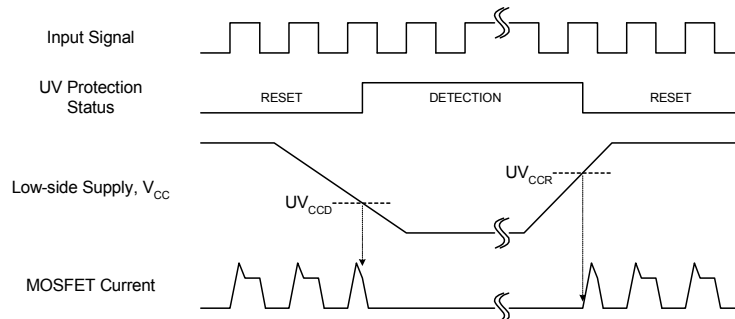 Input Signal
UV Protection
Status
RESET
DETECTION
RESET
Low-side Supply, VCC
UVCCD
UVCCR
MOSFET Current